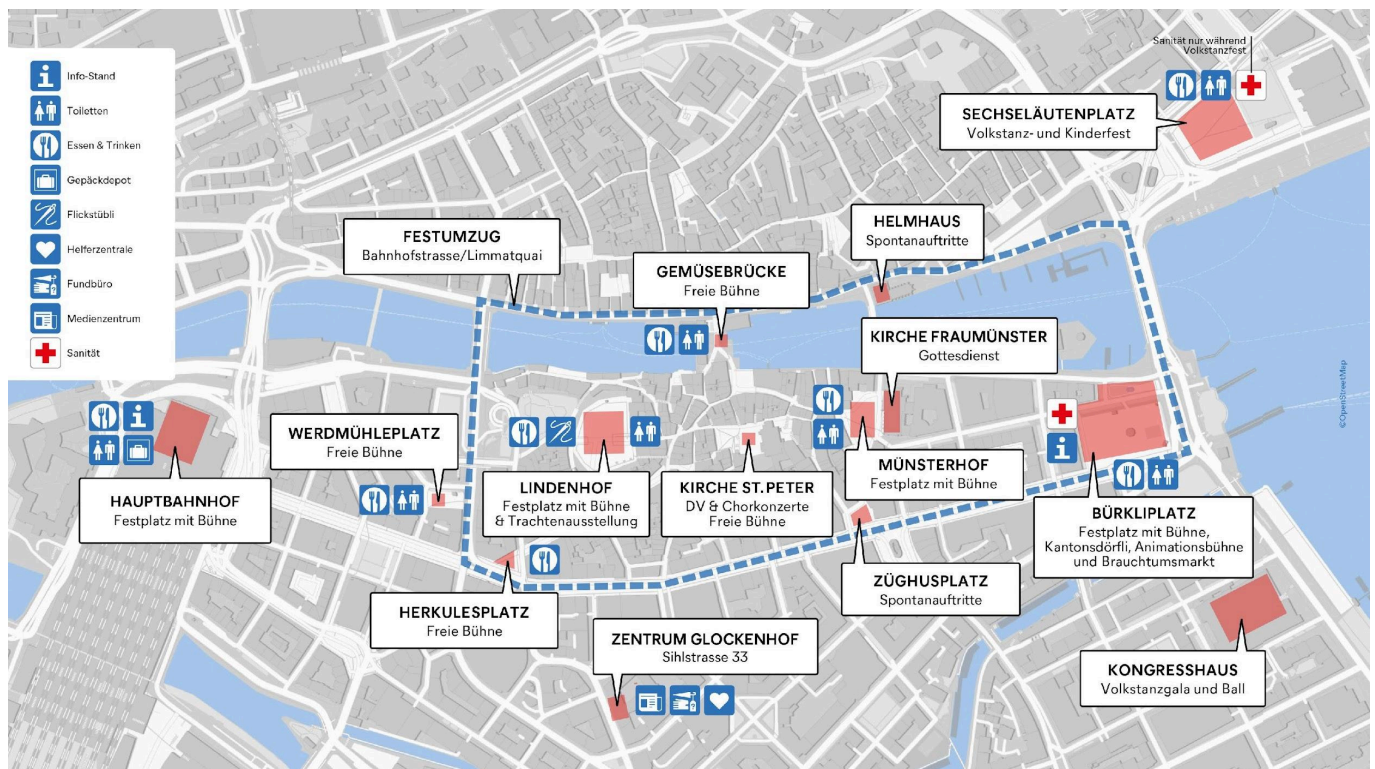 Info-Stand
Toiletten
Essen & Trinken
Gepäckdepot
Flickstübli
Helferzentrale
Fundbüro
Medienzentrum
Sanität
Sanität nur während
Volkstanzfest
SECHSELÄUTENPLATZ
Volkstanz- und Kinderfest
HELMHAUS
Spontanauftritte
FESTUMZUG
Bahnhofstrasse/Limmatquai
GEMÜSEBRÜCKE
Freie Bühne
KIRCHE FRAUMÜNSTER
Gottesdienst
©OpenStreetMap
WERDMÜHLEPLATZ
Freie Bühne
HAUPTBAHNHOF
Festplatz mit Bühne
LINDENHOF
Festplatz mit Bühne
& Trachtenausstellung
KIRCHE ST. PETER
DV & Chorkonzerte
Freie Bühne
MÜNSTERHOF
Festplatz mit Bühne
BÜRKLIPLATZ
Festplatz mit Bühne,
Kantonsdörfli, Animationsbühne
und Brauchtumsmarkt
ZÜGHUSPLATZ
Spontanauftritte
HERKULESPLATZ
Freie Bühne
ZENTRUM GLOCKENHOF
Sihlstrasse 33
KONGRESSHAUS
Volkstanzgala und Ball